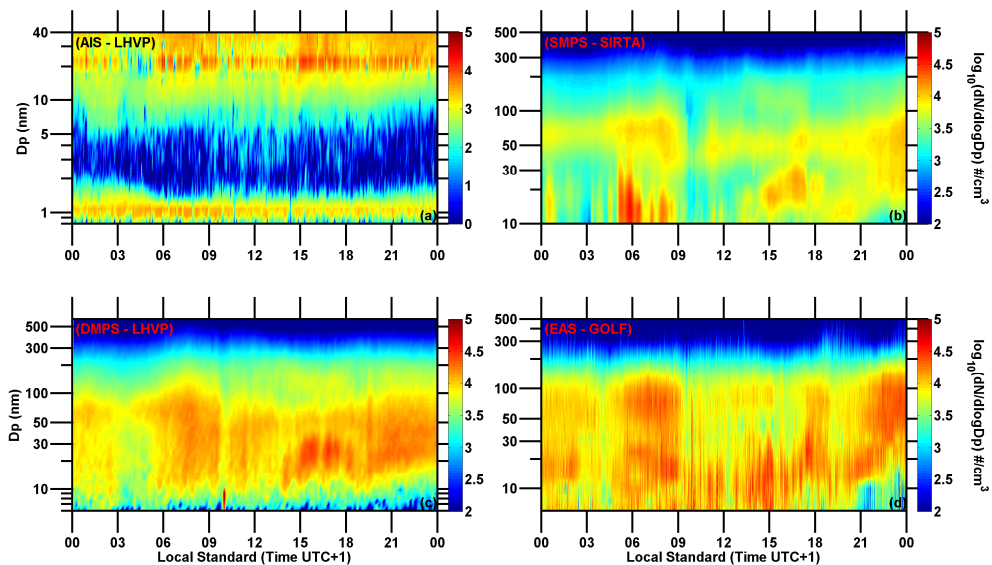 (AIS - LHVP)
Dp (nm)
40
10
5
1
(a)
00 03 06 09 12 15 18 21 00
5
4
3
2
1
0
(SMPS - SIRTA)
500
300
100
50
30
10
(b)
00 03 06 09 12 15 18 21 00
5
4.5
4
3.5
3
2.5
2
log10(dN/dlogDp) #/cm3
(DMPS - LHVP)
Dp (nm)
500
300
100
50
30
10
(c)
00 03 06 09 12 15 18 21 00
Local Standard (Time UTC+1)
5
4.5
4
3.5
3
2.5
2
(EAS - GOLF)
500
300
100
50
30
10
(d)
00 03 06 09 12 15 18 21 00
Local Standard (Time UTC+1)
5
4.5
4
3.5
3
2.5
2
log10(dN/dlogDp) #/cm3